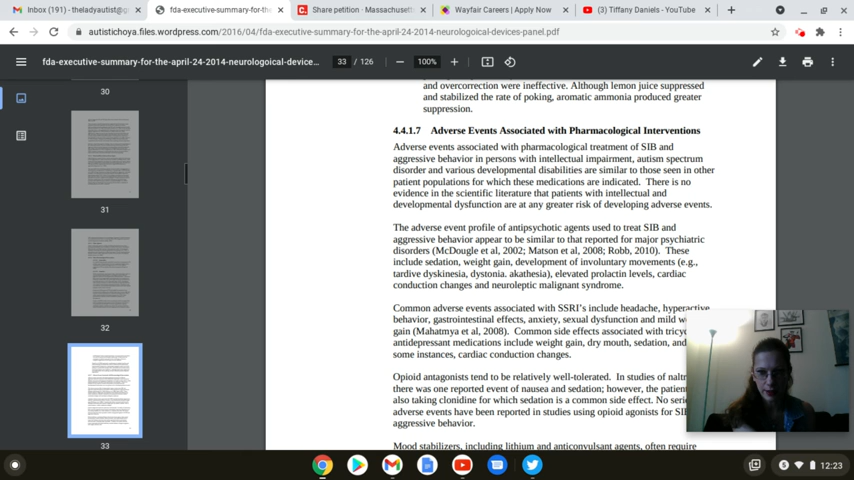 Inbox (191) - theladyautist@g
fda-executive-summary-for-the-
Share petition · Massachusett
Wayfair Careers | Apply Now
(3) Tiffany Daniels - YouTube
autistichoya.files.wordpress.com/2016/04/fda-executive-summary-for-the-april-24-2014-neurologoical-devices-panel.pdf
fda-executive-summary-for-the-april-24-2014-neurologoical-devices...
33 / 126
100%
30
31
32
33
and overcorrection were ineffective. Although lemon juice suppressed
and stabilized the rate of poking, aromatic ammonia produced greater
suppression.
4.4.1.7 Adverse Events Associated with Pharmacological Interventions
Adverse events associated with pharmacological treatment of SIB and
aggressive behavior in persons with intellectual impairment, autism spectrum
disorder and various developmental disabilities are similar to those seen in other
patient populations for which these medications are indicated. There is no
evidence in the scientific literature that patients with intellectual and
developmental dysfunction are at any greater risk of developing adverse events.
The adverse event profile of antipsychotic agents used to treat SIB and
aggressive behavior appear to be similar to that reported for major psychiatric
disorders (McDougle et al, 2002; Matson et al, 2008; Robb, 2010). These
include sedation, weight gain, development of involuntary movements (e.g.,
tardive dyskinesia, dystonia. akathesia), elevated prolactin levels, cardiac
conduction changes and neuroleptic malignant syndrome.
Common adverse events associated with SSRI's include headache, hyperactive
behavior, gastrointestinal effects, anxiety, sexual dysfunction and mild w
gain (Mahatmya et al, 2008). Common side effects associated with tricyc
antidepressant medications include weight gain, dry mouth, sedation, and
some instances, cardiac conduction changes.
Opioid antagonists tend to be relatively well-tolerated. In studies of naltr
there was one reported event of nausea and sedation; however, the patient
also taking clonidine for which sedation is a common side effect. No seri
adverse events have been reported in studies using opioid agonists for SI
aggressive behavior.
Mood stabilizers, including lithium and anticonvulsant agents, often require
12:23